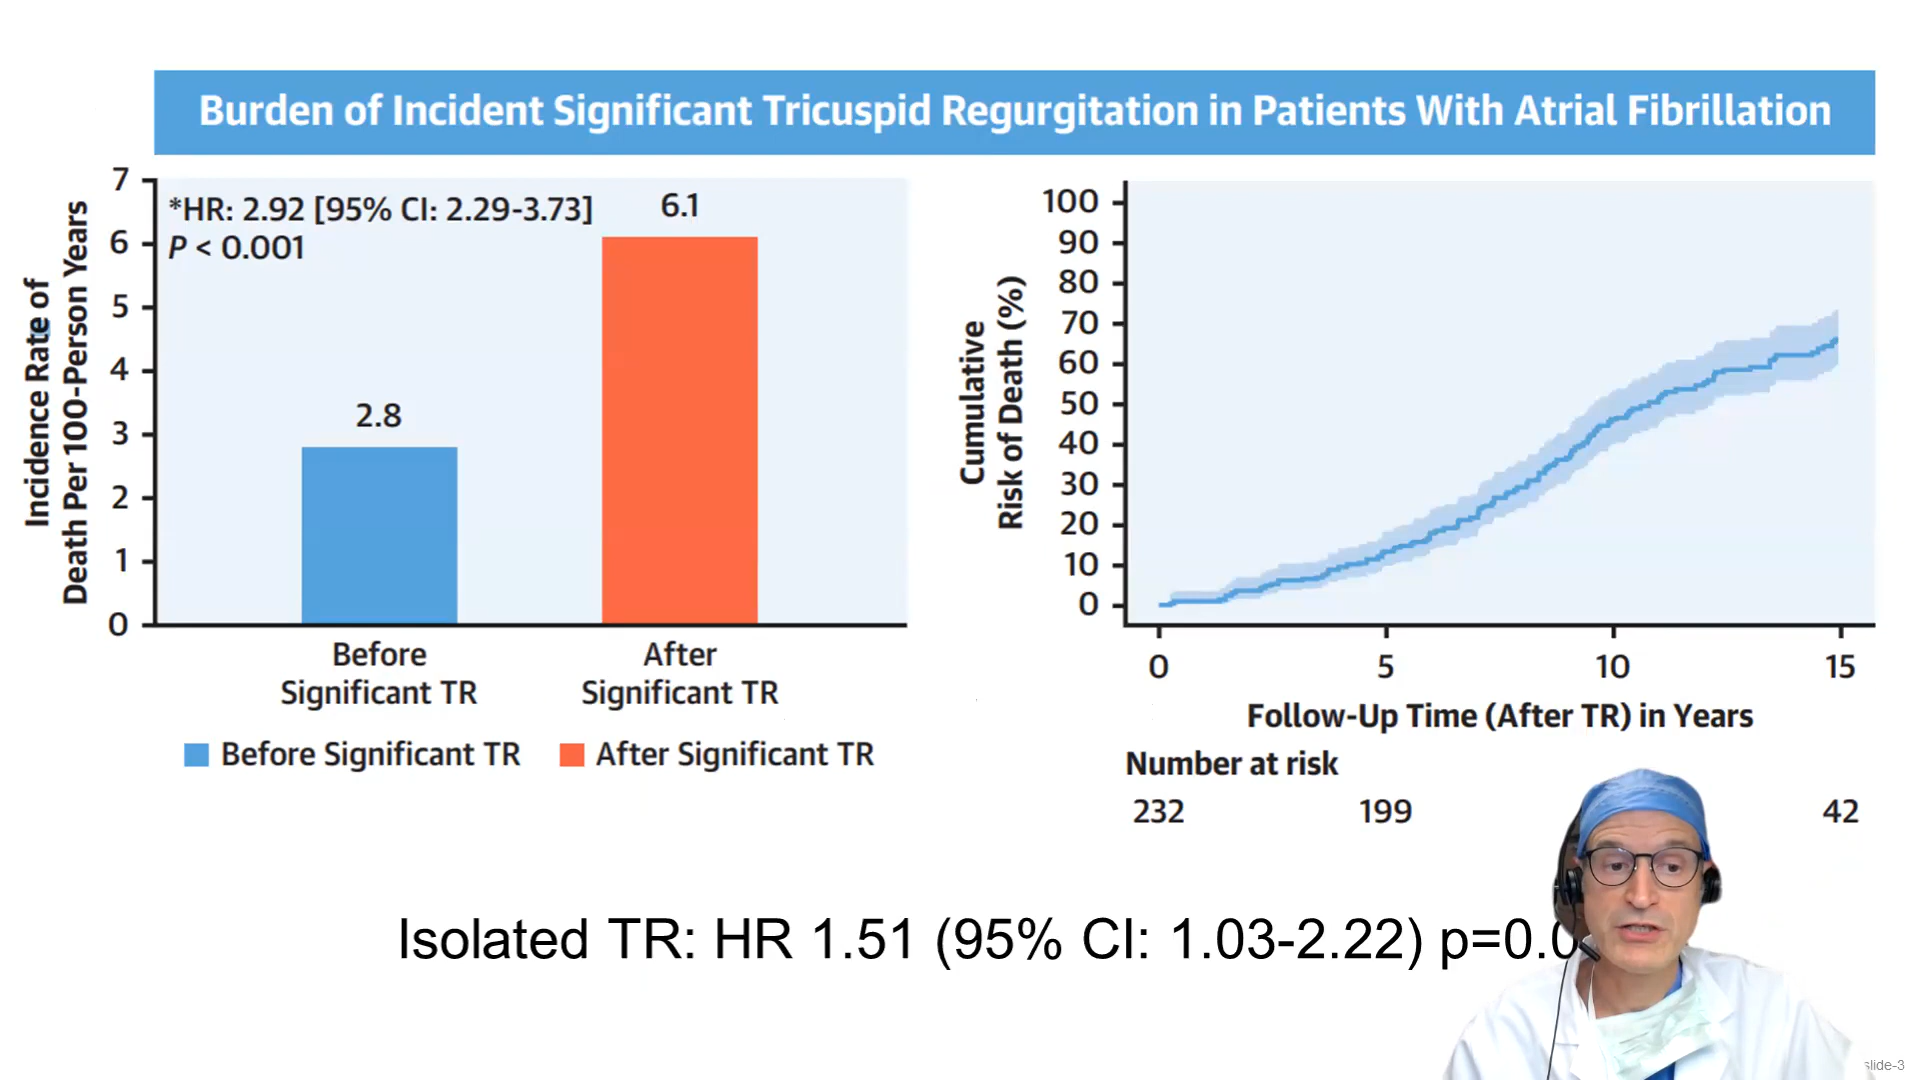 Burden of Incident Significant Tricuspid Regurgitation in Patients With Atrial Fibrillation
Incidence Rate of
Death Per 100-Person Years
7
6
5
4
3
2
1
0
*HR: 2.92 [95% CI: 2.29-3.73]
P < 0.001
2.8
6.1
Before
Significant TR
After
Significant TR
Before Significant TR
After Significant TR
Cumulative
Risk of Death (%)
100
90
80
70
60
50
40
30
20
10
0
0 5 10 15
Follow-Up Time (After TR) in Years
Number at risk
232 199 42
Isolated TR: HR 1.51 (95% CI: 1.03-2.22) p=0.0
slide-3